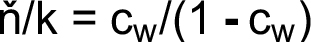 ň/k = c_w/(1 - c_w)